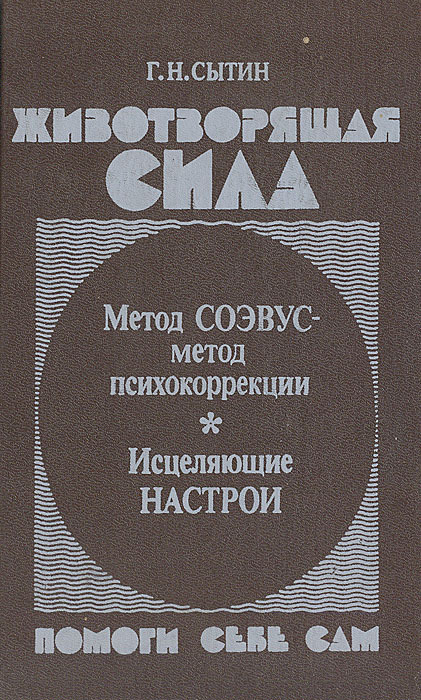 Г.Н.СЫТИН
ЖИВОТВОРЯЩАЯ
СИЛА
Метод СОЭВУС-
метод
психокоррекции
*
Исцеляющие
НАСТРОИ
ПОМОГИ СЕБЕ САМ